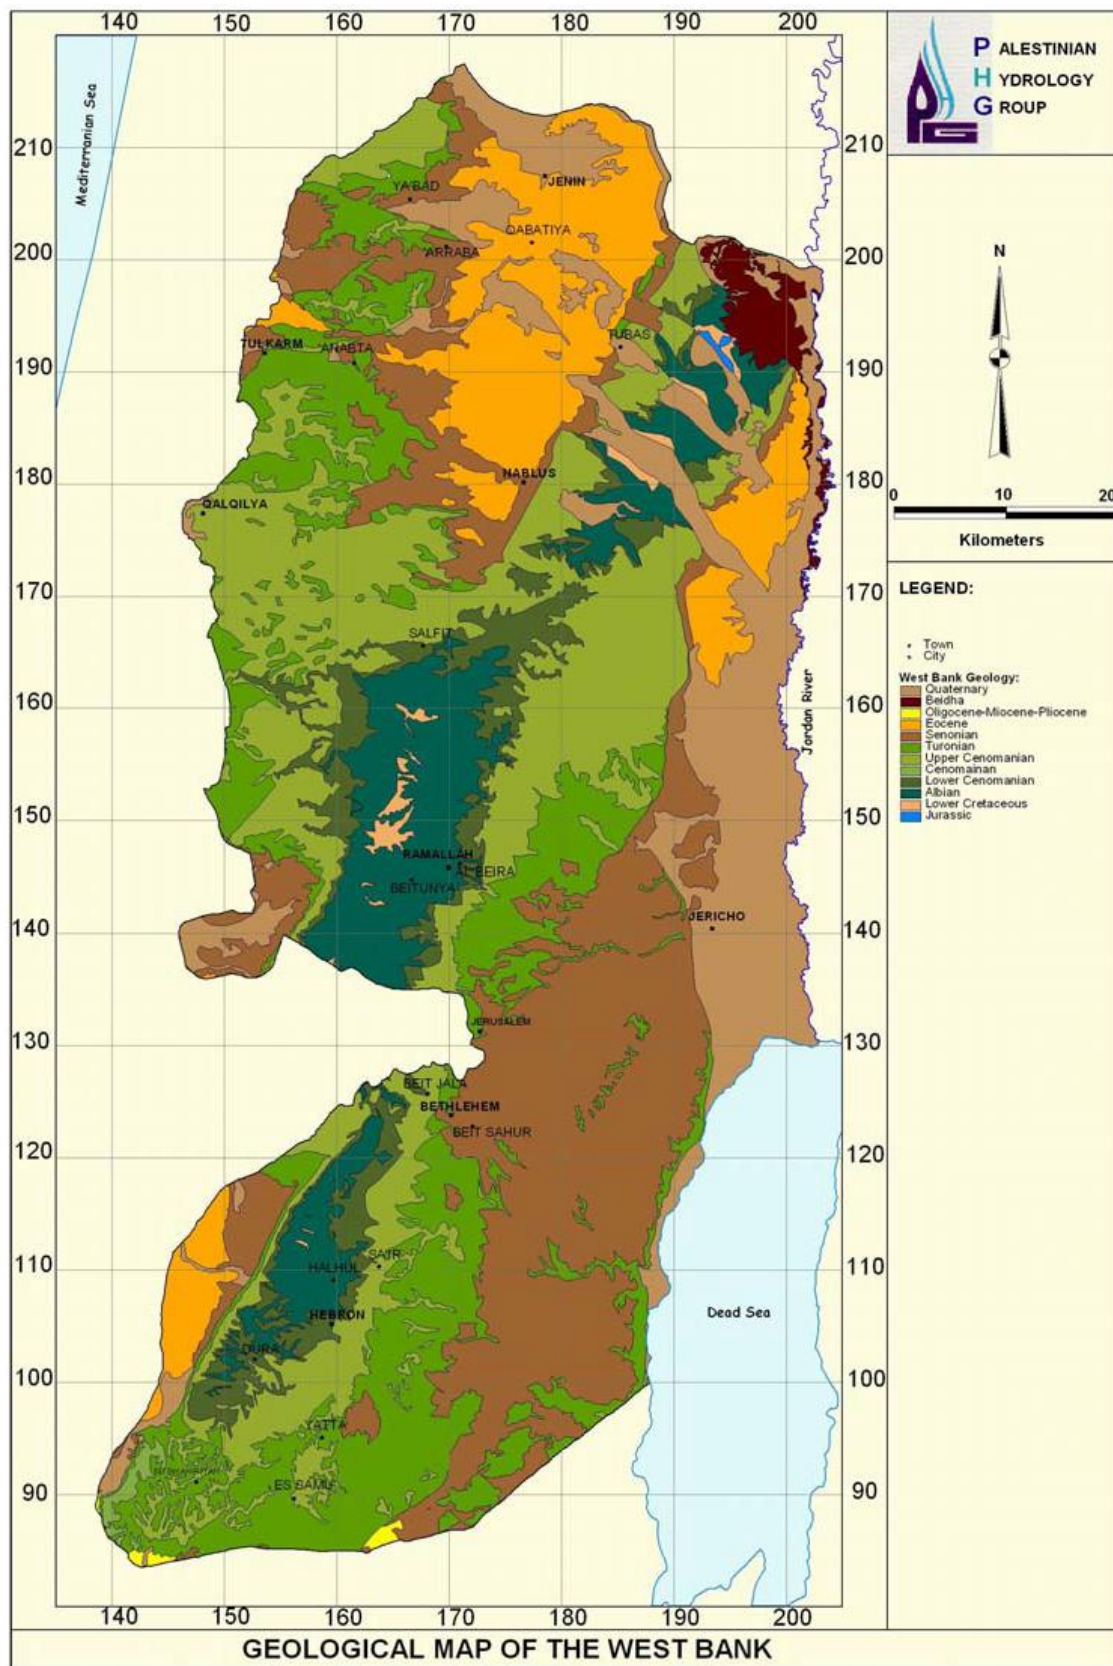 140 150 160 170 180 190 200
PALESTINIAN
HYDROLOGY
GROUP
Mediterranian Sea
210 210
JENIN
YA'BAD
QABATIYA
'ARRABA
200 200
N
TUBAS
TULKARM
'ANABTA
190 190
NABLUS
180 180
QALQILYA
0 10 20
Kilometers
170 170
LEGEND:
SALFIT
Town
City
West Bank Geology:
Quaternary
Beidha
Oligocene-Miocene-Pliocene
Eocene
Senonian
Turonian
Upper Cenomanian
Cenomainan
Lower Cenomanian
Albian
Lower Cretaceous
Jurassic
160 160
Jordan River
150 150
RAMALLAH
AL BEIRA
BEITUNYA
JERICHO
140 140
JERUSALEM
130 130
BEIT JALA
BETHLEHEM
BEIT SAHUR
120 120
SA'IR
110 110
HALHUL
HEBRON
Dead Sea
DURA
100 100
YATTA
ES SAMU'
90 90
140 150 160 170 180 190 200
GEOLOGICAL MAP OF THE WEST BANK